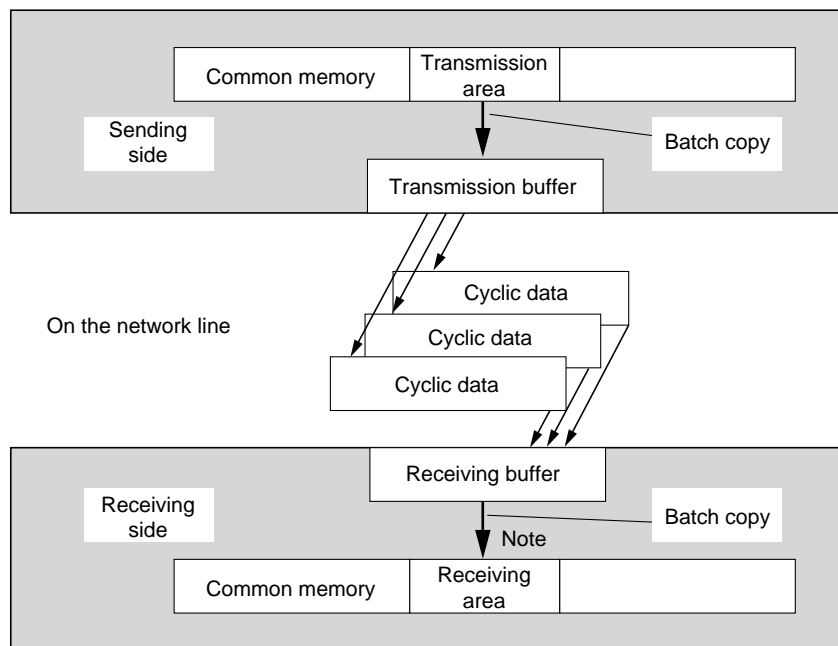 Common memory
Transmission
area
Sending
side
Batch copy
Transmission buffer
Cyclic data
On the network line
Cyclic data
Cyclic data
Receiving buffer
Receiving
side
Batch copy
Note
Common memory
Receiving
area